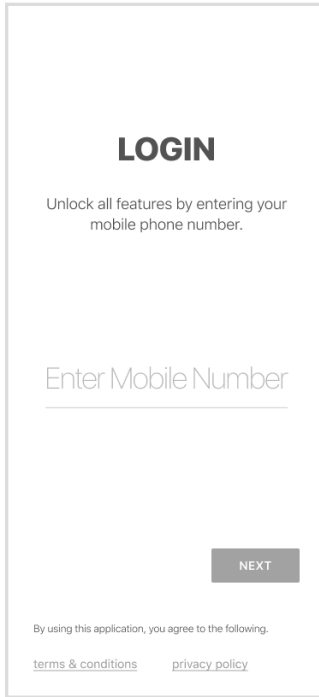 LOGIN
Unlock all features by entering your
mobile phone number.
Enter Mobile Number
NEXT
By using this application, you agree to the following.
terms & conditions privacy policy